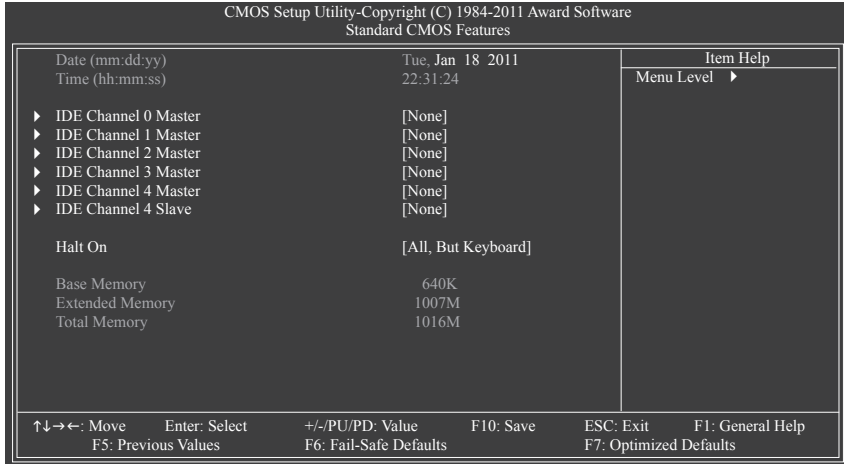 CMOS Setup Utility-Copyright (C) 1984-2011 Award Software
Standard CMOS Features
Date (mm:dd:yy) Tue, Jan 18 2011
Time (hh:mm:ss) 22:31:24
IDE Channel 0 Master [None]
IDE Channel 1 Master [None]
IDE Channel 2 Master [None]
IDE Channel 3 Master [None]
IDE Channel 4 Master [None]
IDE Channel 4 Slave [None]
Halt On [All, But Keyboard]
Base Memory 640K
Extended Memory 1007M
Total Memory 1016M
Item Help
Menu Level
↑↓→←: Move Enter: Select +/-/PU/PD: Value F10: Save ESC: Exit F1: General Help
F5: Previous Values F6: Fail-Safe Defaults F7: Optimized Defaults